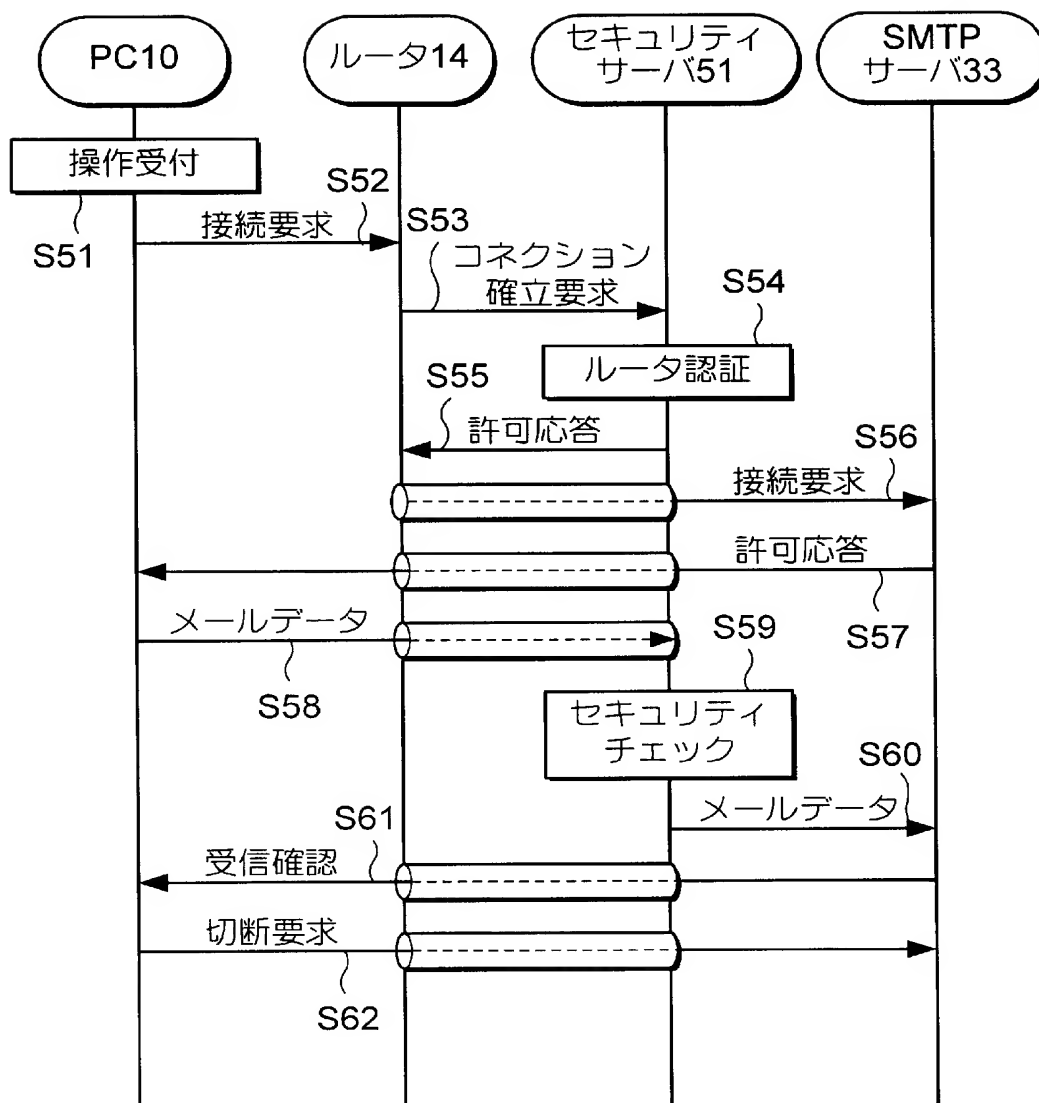 PC10
ルータ14
セキュリティ
サーバ51
SMTP
サーバ33
操作受付
S51
接続要求
S52
S53
コネクション
確立要求
S54
ルータ認証
S55
許可応答
S56
接続要求
許可応答
S57
メールデータ
S58
S59
セキュリティ
チェック
S60
メールデータ
S61
受信確認
切断要求
S62